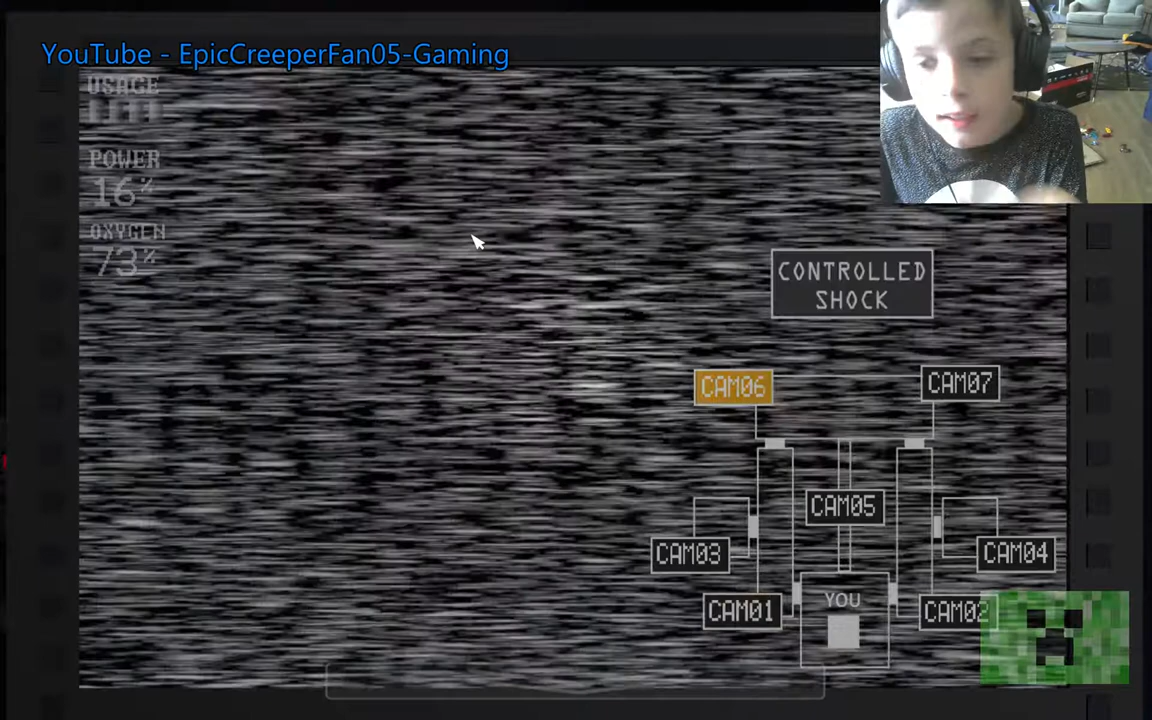 YouTube - EpicCreeperFan05-Gaming
USAGE
POWER
16%
OXYGEN
73%
CONTROLLED
SHOCK
CAM06
CAM07
CAM05
CAM03
CAM04
YOU
CAM01
CAM02